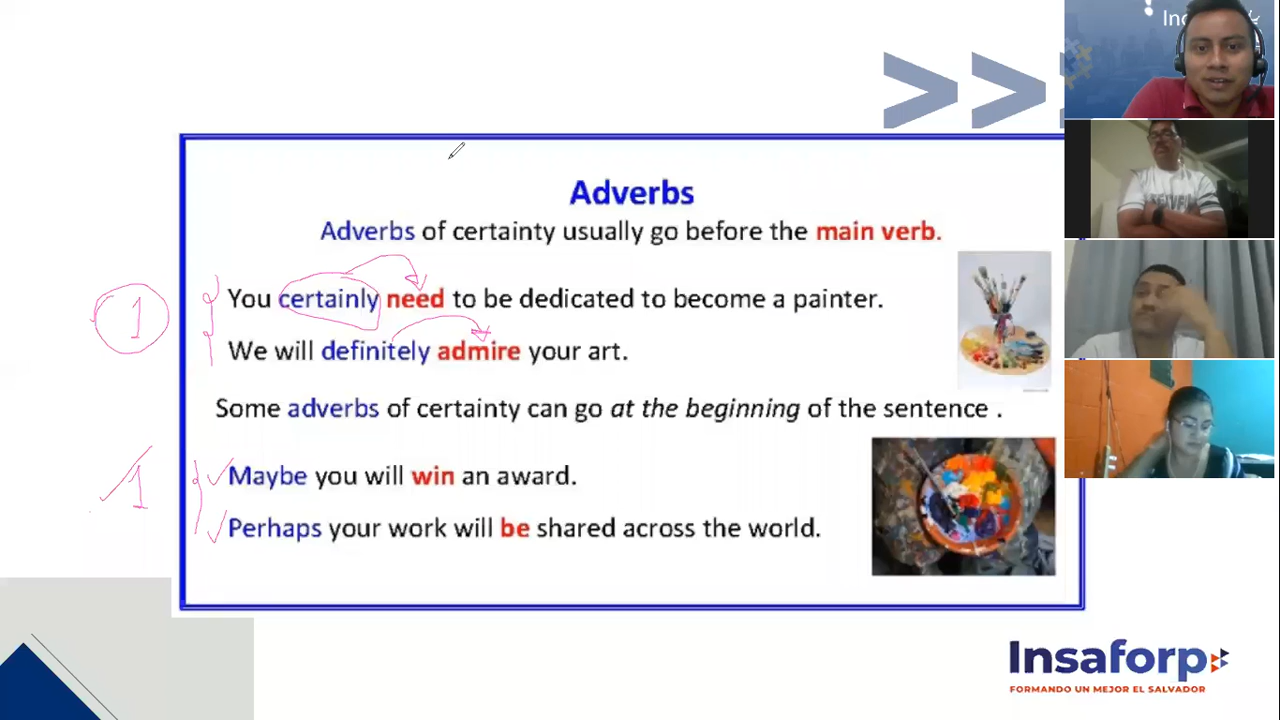 Adverbs
Adverbs of certainty usually go before the main verb.
1
You certainly need to be dedicated to become a painter.
We will definitely admire your art.
Some adverbs of certainty can go at the beginning of the sentence .
1
Maybe you will win an award.
Perhaps your work will be shared across the world.
Insaforp
FORMANDO UN MEJOR EL SALVADOR